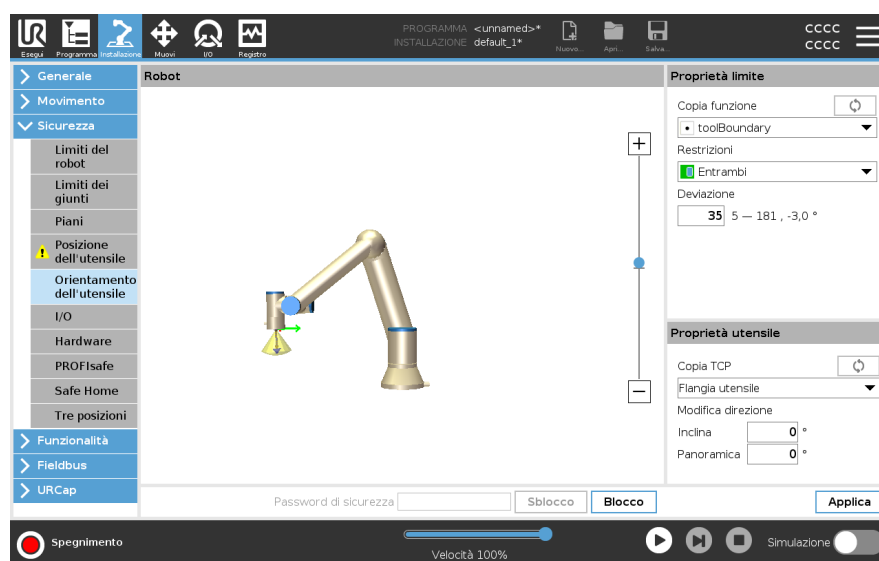 PROGRAMMA <unnamed>*
INSTALLAZIONE default_1*
Esegui Programma Installazione Muovi I/O Registro
Nuovo... Apri... Salva...
cccc
cccc
Generale
Movimento
Sicurezza
Limiti del
robot
Limiti dei
giunti
Piani
Posizione
dell'utensile
Orientamento
dell'utensile
I/O
Hardware
PROFIsafe
Safe Home
Tre posizioni
Funzionalità
Fieldbus
URCap
Robot
Proprietà limite
Copia funzione
toolBoundary
Restrizioni
Entrambi
Deviazione
35 5 — 181 , -3,0 °
Proprietà utensile
Copia TCP
Flangia utensile
Modifica direzione
Inclina 0 °
Panoramica 0 °
Password di sicurezza Sblocco Blocco Applica
Spegnimento
Velocità 100%
Simulazione